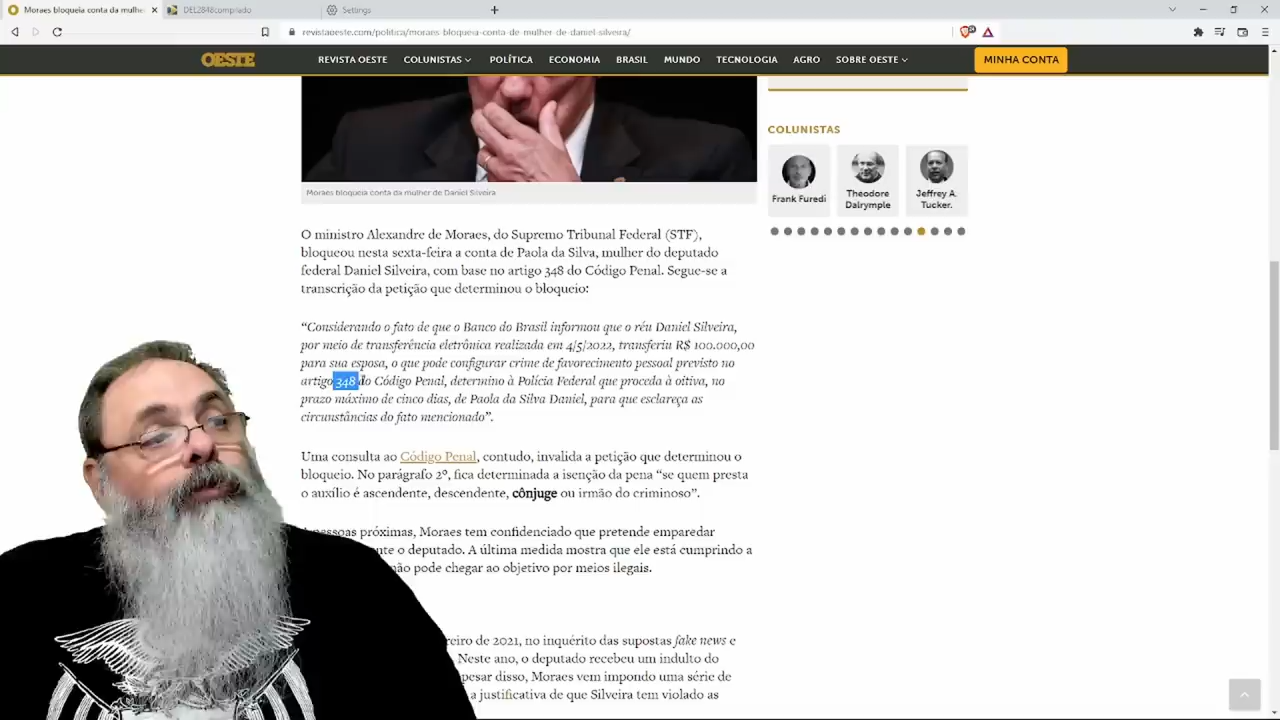 Moraes bloqueia conta da mulhe
DEL2848compilado
Settings
revistaoeste.com/politica/moraes-bloqueia-conta-de-mulher-de-daniel-silveira/
OESTE
REVISTA OESTE
COLUNISTAS
POLÍTICA
ECONOMIA
BRASIL
MUNDO
TECNOLOGIA
AGRO
SOBRE OESTE
MINHA CONTA
Moraes bloqueia conta da mulher de Daniel Silveira
COLUNISTAS
Frank Furedi
Theodore
Dalrymple
Jeffrey A.
Tucker.
O ministro Alexandre de Moraes, do Supremo Tribunal Federal (STF),
bloqueou nesta sexta-feira a conta de Paola da Silva, mulher do deputado
federal Daniel Silveira, com base no artigo 348 do Código Penal. Segue-se a
transcrição da petição que determinou o bloqueio:
“Considerando o fato de que o Banco do Brasil informou que o réu Daniel Silveira,
por meio de transferência eletrônica realizada em 4/5/2022, transferiu R$ 100.000,00
para sua esposa, o que pode configurar crime de favorecimento pessoal previsto no
artigo 348 do Código Penal, determino à Polícia Federal que proceda à oitiva, no
prazo máximo de cinco dias, de Paola da Silva Daniel, para que esclareça as
circunstâncias do fato mencionado”.
Uma consulta ao Código Penal, contudo, invalida a petição que determinou o
bloqueio. No parágrafo 2º, fica determinada a isenção da pena “se quem presta
o auxílio é ascendente, descendente, cônjuge ou irmão do criminoso”.
pessoas próximas, Moraes tem confidenciado que pretende emparedar
nte o deputado. A última medida mostra que ele está cumprindo a
não pode chegar ao objetivo por meios ilegais.
reiro de 2021, no inquérito das supostas fake news e
Neste ano, o deputado recebeu um indulto do
pesar disso, Moraes vem impondo uma série de
a justificativa de que Silveira tem violado as